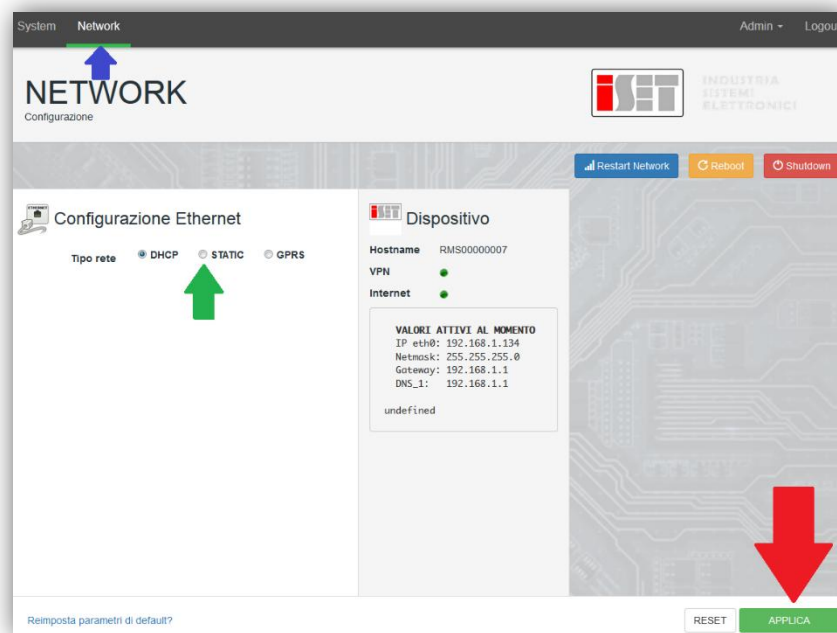 System Network Admin Logou
NETWORK
Configurazione
iSET INDUSTRIA
SISTEMI
ELETTRONICI
Restart Network Reboot Shutdown
Configurazione Ethernet
Tipo rete DHCP STATIC GPRS
Dispositivo
Hostname RMS00000007
VPN
Internet
VALORI ATTIVI AL MOMENTO
IP eth0: 192.168.1.134
Netmask: 255.255.255.0
Gateway: 192.168.1.1
DNS_1: 192.168.1.1
undefined
Reimposta parametri di default? RESET APPLICA